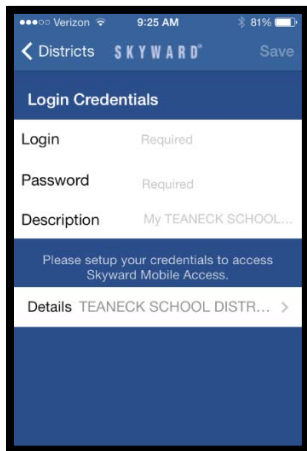 Verizon 9:25 AM 81%
Districts SKYWARD® Save
Login Credentials
Login Required
Password Required
Description My TEANECK SCHOOL...
Please setup your credentials to access
Skyward Mobile Access.
Details TEANECK SCHOOL DISTR...